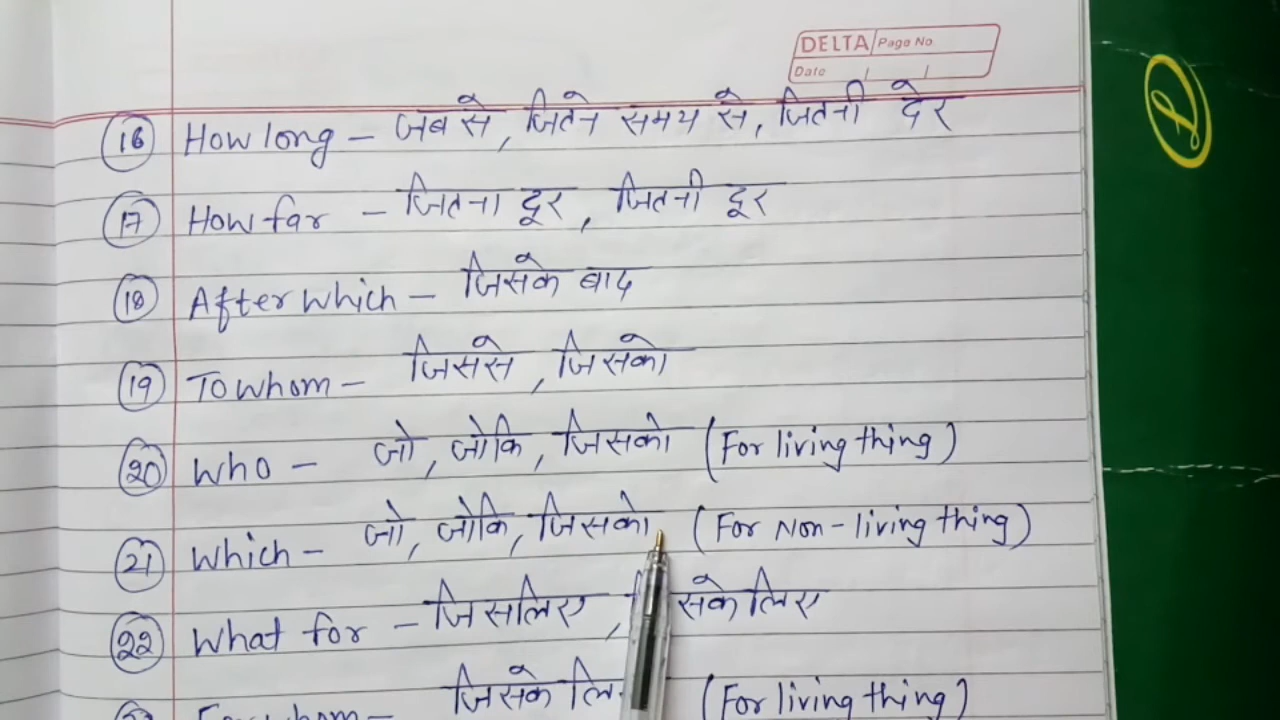 DELTA Page No
Date
16 How long – जब से, जितने समय से, जितनी देर
17 How far – जितना दूर, जितनी दूर
18 After which – जिसके बाद
19 To whom – जिससे, जिसको
20 Who – जो, जोकि, जिसको (For living thing)
21 Which – जो, जोकि, जिसको (For Non-living thing)
22 What for – जिसलिए, सके लिए
whom – जिसके लि (For living thing)